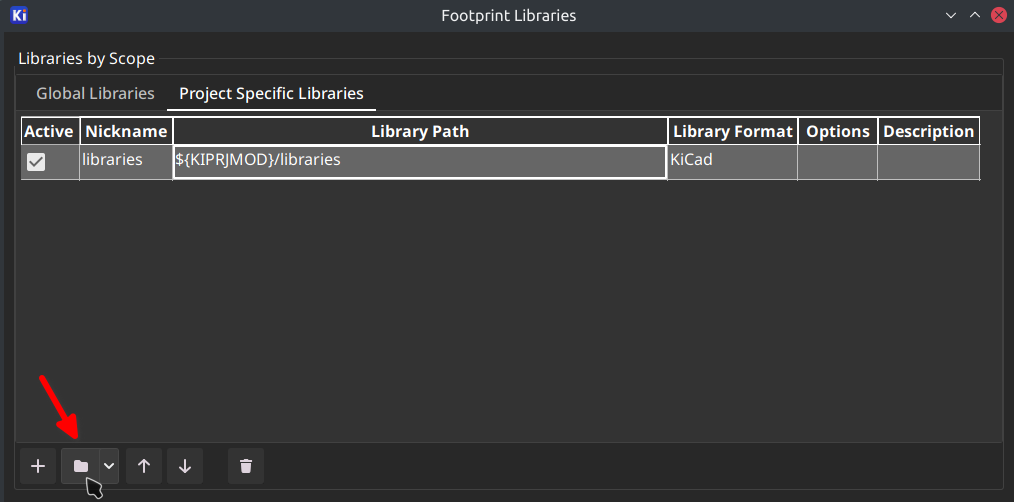 Ki
Footprint Libraries
Libraries by Scope
Global Libraries
Project Specific Libraries
Active Nickname Library Path Library Format Options Description
libraries ${KIPRJMOD}/libraries KiCad